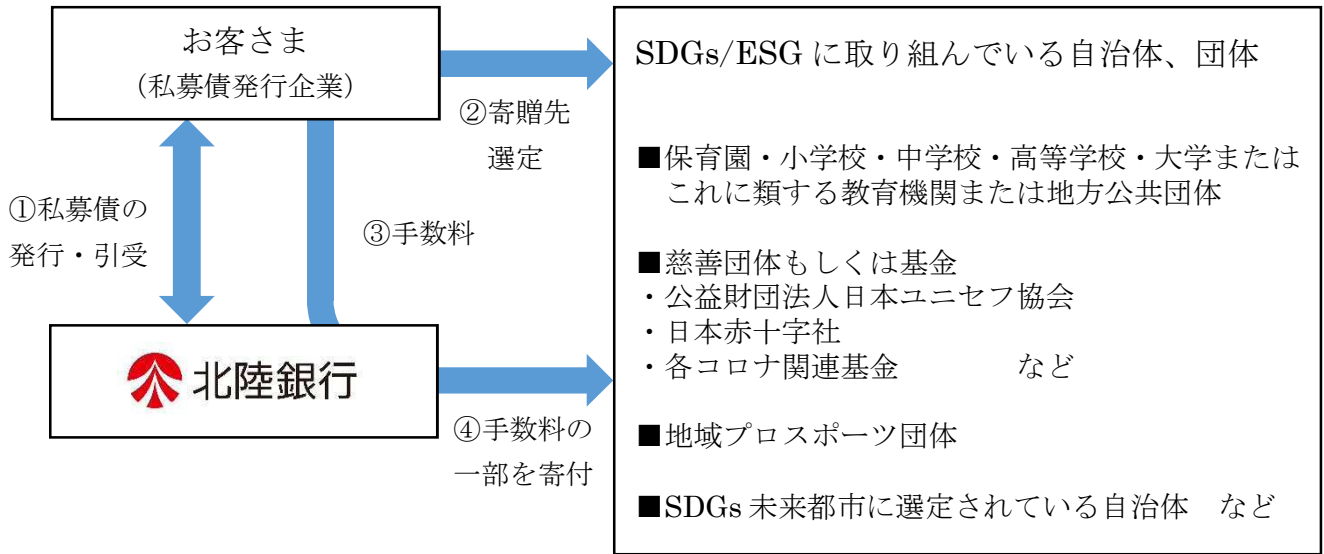 お客さま
(私募債発行企業)
①私募債の
発行・引受
②寄贈先
選定
③手数料
北陸銀行
④手数料の
一部を寄付
SDGs/ESG に取り組んでいる自治体、団体
■保育園・小学校・中学校・高等学校・大学または
これに類する教育機関または地方公共団体
■慈善団体もしくは基金
・公益財団法人日本ユニセフ協会
・日本赤十字社
・各コロナ関連基金　　　　など
■地域プロスポーツ団体
■SDGs 未来都市に選定されている自治体　など